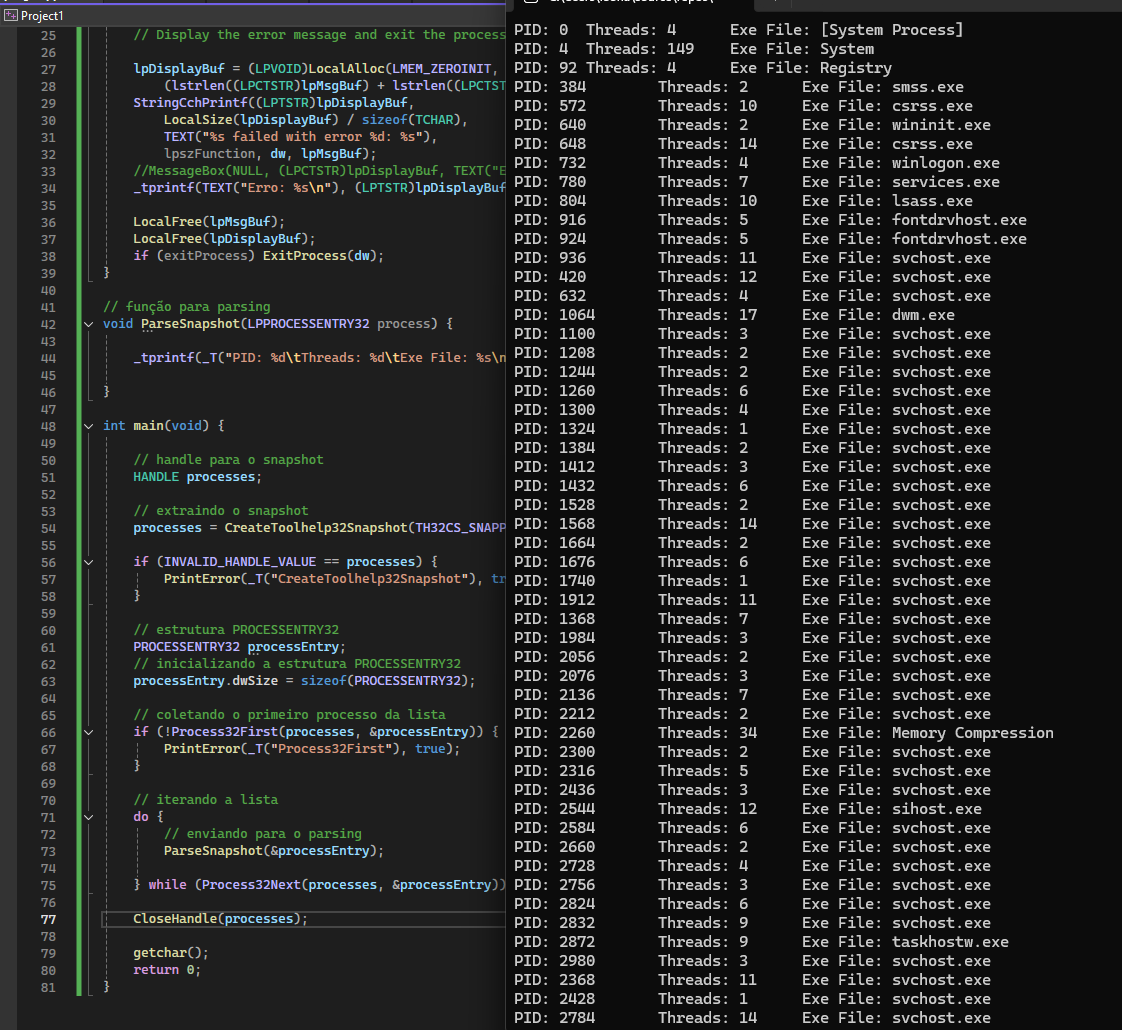 Project1
25 // Display the error message and exit the process
26
27 lpDisplayBuf = (LPVOID)LocalAlloc(LMEM_ZEROINIT,
28 (lstrlen((LPCTSTR)lpMsgBuf) + lstrlen((LPCTST
29 StringCchPrintf((LPTSTR)lpDisplayBuf,
30 LocalSize(lpDisplayBuf) / sizeof(TCHAR),
31 TEXT("%s failed with error %d: %s"),
32 lpszFunction, dw, lpMsgBuf);
33 //MessageBox(NULL, (LPCTSTR)lpDisplayBuf, TEXT("E
34 _tprintf(TEXT("Erro: %s\n"), (LPTSTR)lpDisplayBuf
35
36 LocalFree(lpMsgBuf);
37 LocalFree(lpDisplayBuf);
38 if (exitProcess) ExitProcess(dw);
39 }
40
41 // função para parsing
42 void ParseSnapshot(LPPROCESSENTRY32 process) {
43
44 _tprintf(_T("PID: %d\tThreads: %d\tExe File: %s\n
45
46 }
47
48 int main(void) {
49
50 // handle para o snapshot
51 HANDLE processes;
52
53 // extraindo o snapshot
54 processes = CreateToolhelp32Snapshot(TH32CS_SNAPP
55
56 if (INVALID_HANDLE_VALUE == processes) {
57 PrintError(_T("CreateToolhelp32Snapshot"), tr
58 }
59
60 // estrutura PROCESSENTRY32
61 PROCESSENTRY32 processEntry;
62 // inicializando a estrutura PROCESSENTRY32
63 processEntry.dwSize = sizeof(PROCESSENTRY32);
64
65 // coletando o primeiro processo da lista
66 if (!Process32First(processes, &processEntry)) {
67 PrintError(_T("Process32First"), true);
68 }
69
70 // iterando a lista
71 do {
72 // enviando para o parsing
73 ParseSnapshot(&processEntry);
74
75 } while (Process32Next(processes, &processEntry))
76
77 CloseHandle(processes);
78
79 getchar();
80 return 0;
81 }
PID: 0 Threads: 4 Exe File: [System Process]
PID: 4 Threads: 149 Exe File: System
PID: 92 Threads: 4 Exe File: Registry
PID: 384 Threads: 2 Exe File: smss.exe
PID: 572 Threads: 10 Exe File: csrss.exe
PID: 640 Threads: 2 Exe File: wininit.exe
PID: 648 Threads: 14 Exe File: csrss.exe
PID: 732 Threads: 4 Exe File: winlogon.exe
PID: 780 Threads: 7 Exe File: services.exe
PID: 804 Threads: 10 Exe File: lsass.exe
PID: 916 Threads: 5 Exe File: fontdrvhost.exe
PID: 924 Threads: 5 Exe File: fontdrvhost.exe
PID: 936 Threads: 11 Exe File: svchost.exe
PID: 420 Threads: 12 Exe File: svchost.exe
PID: 632 Threads: 4 Exe File: svchost.exe
PID: 1064 Threads: 17 Exe File: dwm.exe
PID: 1100 Threads: 3 Exe File: svchost.exe
PID: 1208 Threads: 2 Exe File: svchost.exe
PID: 1244 Threads: 2 Exe File: svchost.exe
PID: 1260 Threads: 6 Exe File: svchost.exe
PID: 1300 Threads: 4 Exe File: svchost.exe
PID: 1324 Threads: 1 Exe File: svchost.exe
PID: 1384 Threads: 2 Exe File: svchost.exe
PID: 1412 Threads: 3 Exe File: svchost.exe
PID: 1432 Threads: 6 Exe File: svchost.exe
PID: 1528 Threads: 2 Exe File: svchost.exe
PID: 1568 Threads: 14 Exe File: svchost.exe
PID: 1664 Threads: 2 Exe File: svchost.exe
PID: 1676 Threads: 6 Exe File: svchost.exe
PID: 1740 Threads: 1 Exe File: svchost.exe
PID: 1912 Threads: 11 Exe File: svchost.exe
PID: 1368 Threads: 7 Exe File: svchost.exe
PID: 1984 Threads: 3 Exe File: svchost.exe
PID: 2056 Threads: 2 Exe File: svchost.exe
PID: 2076 Threads: 3 Exe File: svchost.exe
PID: 2136 Threads: 7 Exe File: svchost.exe
PID: 2212 Threads: 2 Exe File: svchost.exe
PID: 2260 Threads: 34 Exe File: Memory Compression
PID: 2300 Threads: 2 Exe File: svchost.exe
PID: 2316 Threads: 5 Exe File: svchost.exe
PID: 2436 Threads: 3 Exe File: svchost.exe
PID: 2544 Threads: 12 Exe File: sihost.exe
PID: 2584 Threads: 6 Exe File: svchost.exe
PID: 2660 Threads: 2 Exe File: svchost.exe
PID: 2728 Threads: 4 Exe File: svchost.exe
PID: 2756 Threads: 3 Exe File: svchost.exe
PID: 2824 Threads: 6 Exe File: svchost.exe
PID: 2832 Threads: 9 Exe File: svchost.exe
PID: 2872 Threads: 9 Exe File: taskhostw.exe
PID: 2980 Threads: 3 Exe File: svchost.exe
PID: 2368 Threads: 11 Exe File: svchost.exe
PID: 2428 Threads: 1 Exe File: svchost.exe
PID: 2784 Threads: 14 Exe File: svchost.exe